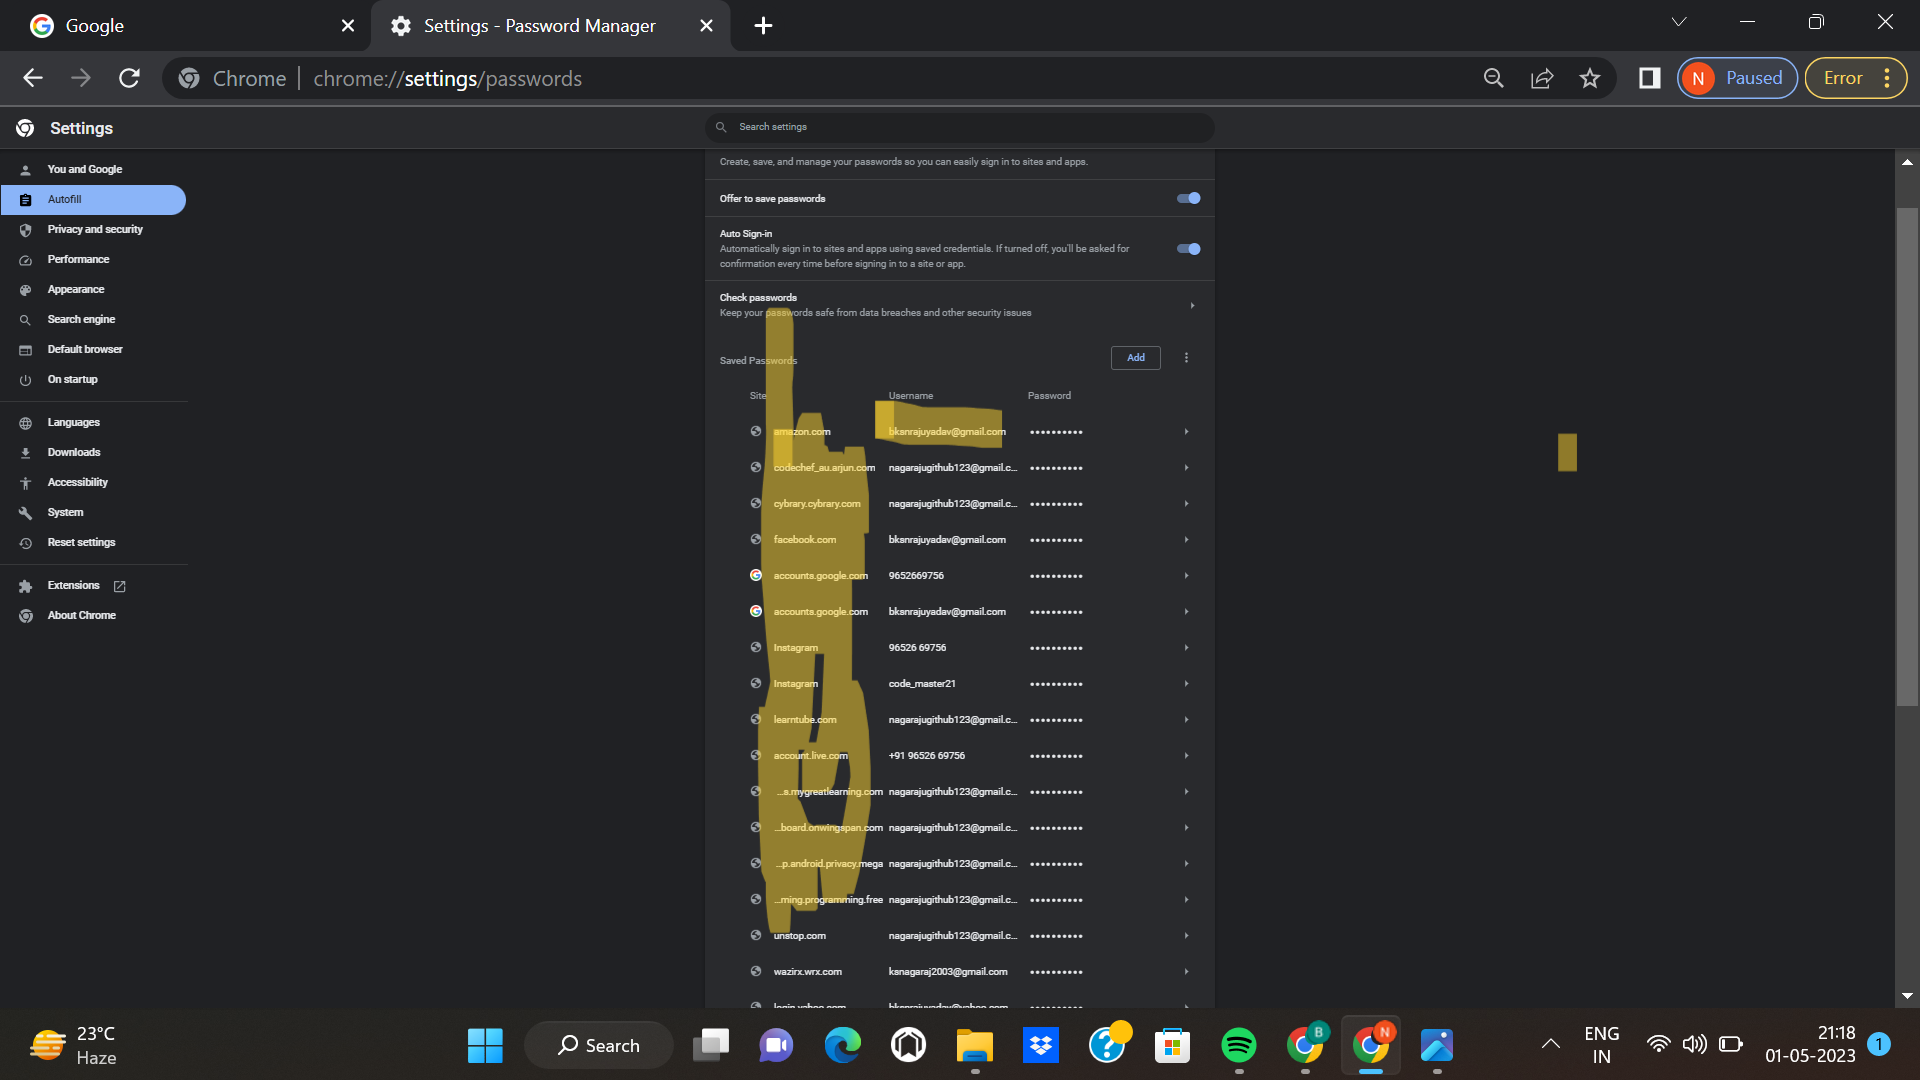 Google
Settings - Password Manager
Chrome | chrome://settings/passwords
N Paused
Error
Settings
Search settings
You and Google
Autofill
Privacy and security
Performance
Appearance
Search engine
Default browser
On startup
Languages
Downloads
Accessibility
System
Reset settings
Extensions
About Chrome
Create, save, and manage your passwords so you can easily sign in to sites and apps.
Offer to save passwords
Auto Sign-in
Automatically sign in to sites and apps using saved credentials. If turned off, you'll be asked for
confirmation every time before signing in to a site or app.
Check passwords
Keep your passwords safe from data breaches and other security issues
Saved Passwords
Add
Site Username Password
amazon.com bksnrajuyadav@gmail.com ••••••••••
codechef_au.arjun.com nagarajugithub123@gmail.c... ••••••••••
cybrary.cybrary.com nagarajugithub123@gmail.c... ••••••••••
facebook.com bksnrajuyadav@gmail.com ••••••••••
accounts.google.com 9652669756 ••••••••••
accounts.google.com bksnrajuyadav@gmail.com ••••••••••
Instagram 96526 69756 ••••••••••
Instagram code_master21 ••••••••••
learntube.com nagarajugithub123@gmail.c... ••••••••••
account.live.com +91 96526 69756 ••••••••••
...s.mygreatlearning.com nagarajugithub123@gmail.c... ••••••••••
...board.onwingspan.com nagarajugithub123@gmail.c... ••••••••••
...p.android.privacy.mega nagarajugithub123@gmail.c... ••••••••••
...ming.programming.free nagarajugithub123@gmail.c... ••••••••••
unstop.com nagarajugithub123@gmail.c... ••••••••••
wazirx.wrx.com ksnagaraj2003@gmail.com ••••••••••
login.yahoo.com bksnrajuyadav@yahoo.com
23°C
Haze
Search
B
N
ENG
IN
21:18
01-05-2023
1